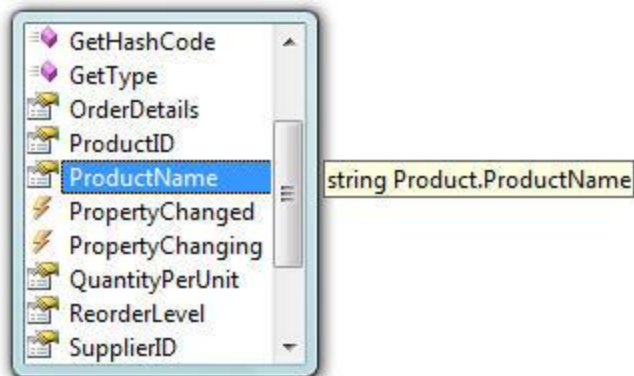 GetHashCode
GetType
OrderDetails
ProductID
ProductName string Product.ProductName
PropertyChanged
PropertyChanging
QuantityPerUnit
ReorderLevel
SupplierID